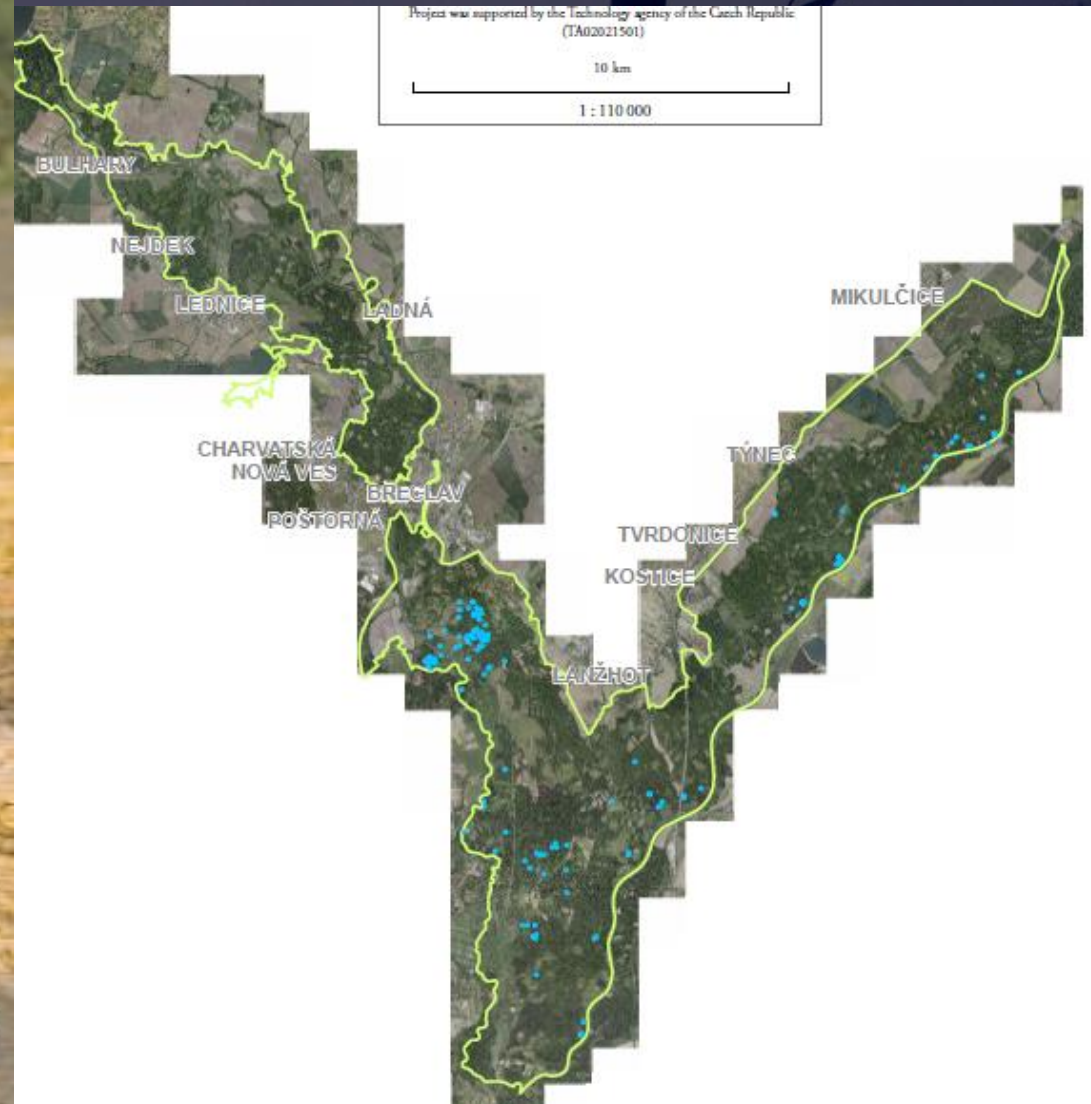 Project was supported by the Technology agency of the Czech Republic
(TA02021501)
10 km
1 : 110 000
BULHARY
NEJDEK
LEDNICE
LADNÁ
MIKULČICE
CHARVATSKÁ
NOVÁ VES
BŘECLAV
POŠTORNÁ
TÝNEC
TVRDONICE
KOSTICE
LANŽHOT